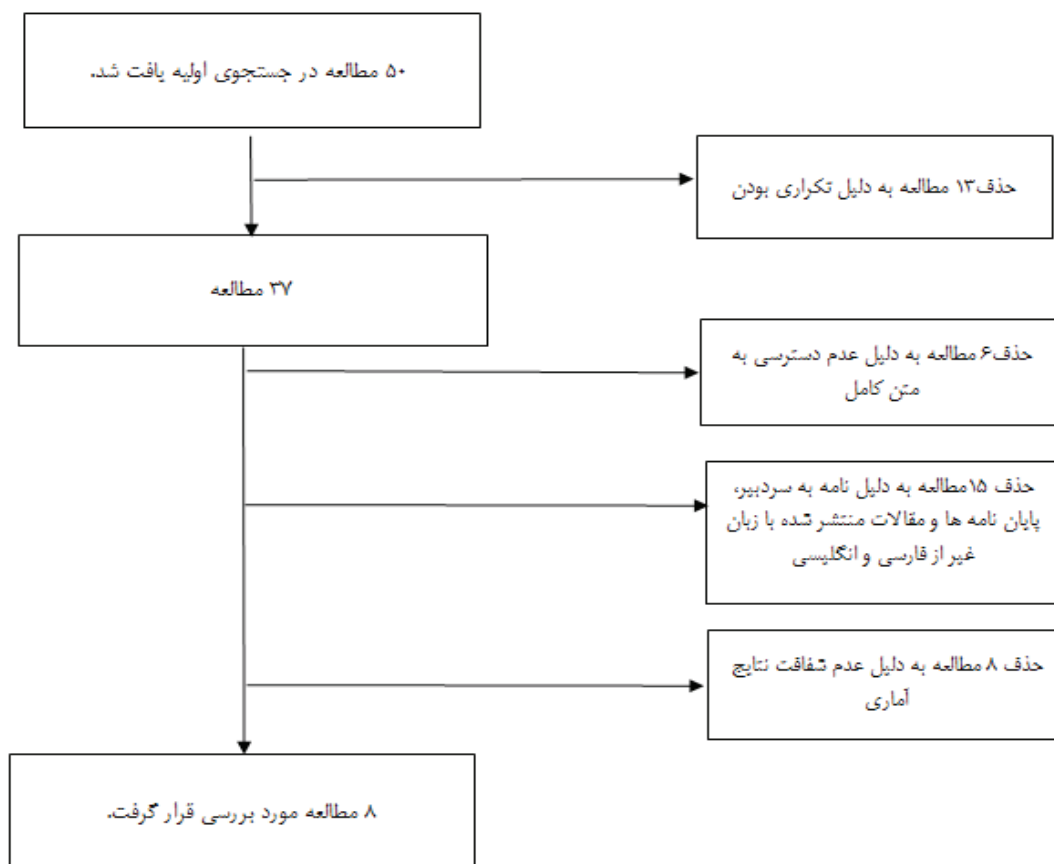 ۵۰ مطالعه در جستجوی اولیه یافت شد.
حذف۱۳ مطالعه به دلیل تکراری بودن
۳۷ مطالعه
حذف۶ مطالعه به دلیل عدم دسترسی به
متن کامل
حذف ۱۵مطالعه به دلیل نامه به سردبیر،
پایان نامه ها و مقالات منتشر شده با زبان
غیر از فارسی و انگلیسی
حذف ۸ مطالعه به دلیل عدم شفافت نتایج
آماری
۸ مطالعه مورد بررسی قرار گرفت.